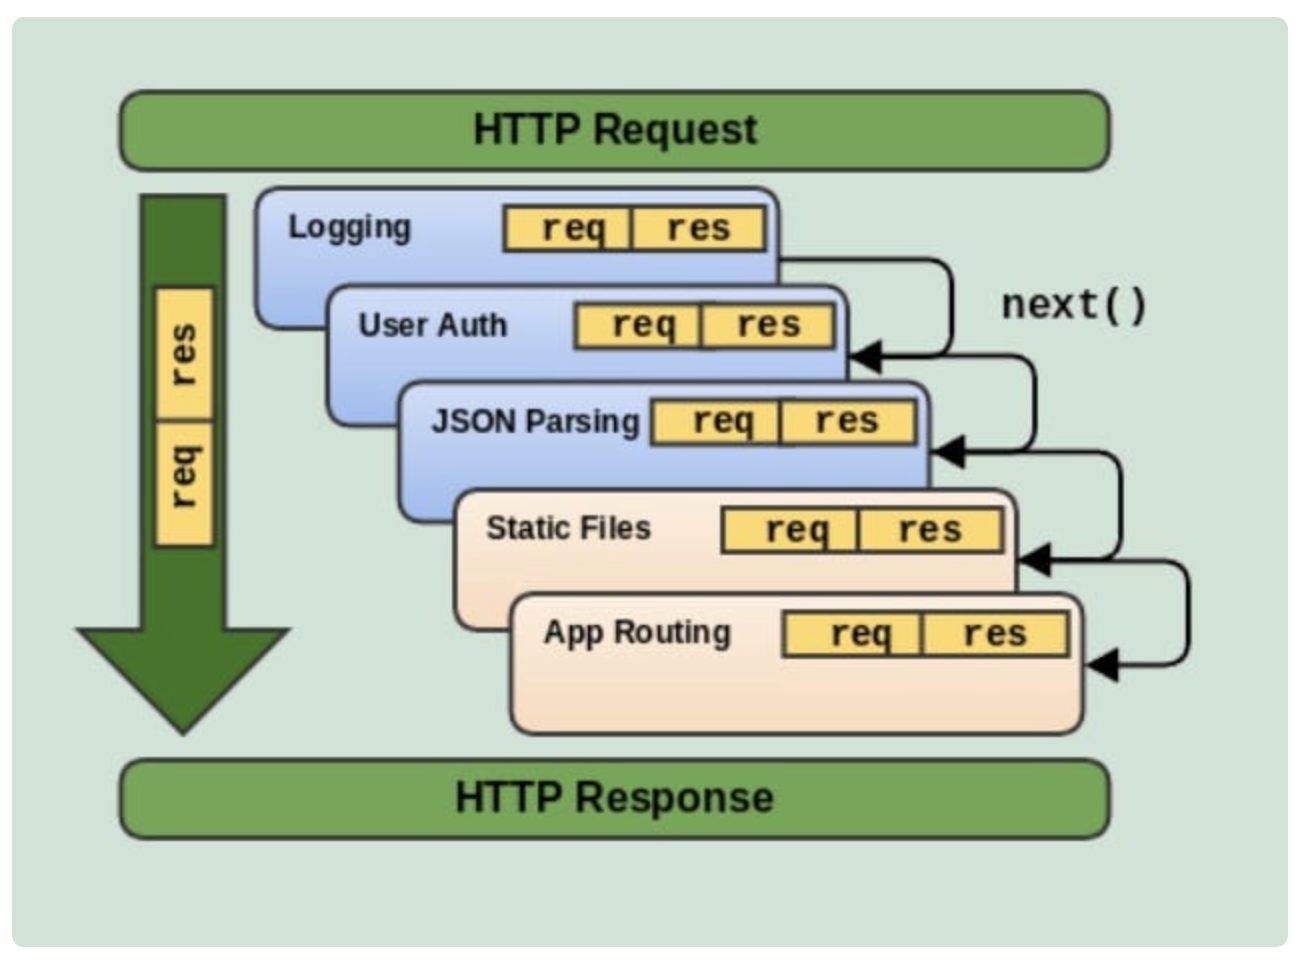 HTTP Request
Logging req res
next()
User Auth req res
res
JSON Parsing req res
req
Static Files req res
App Routing req res
HTTP Response